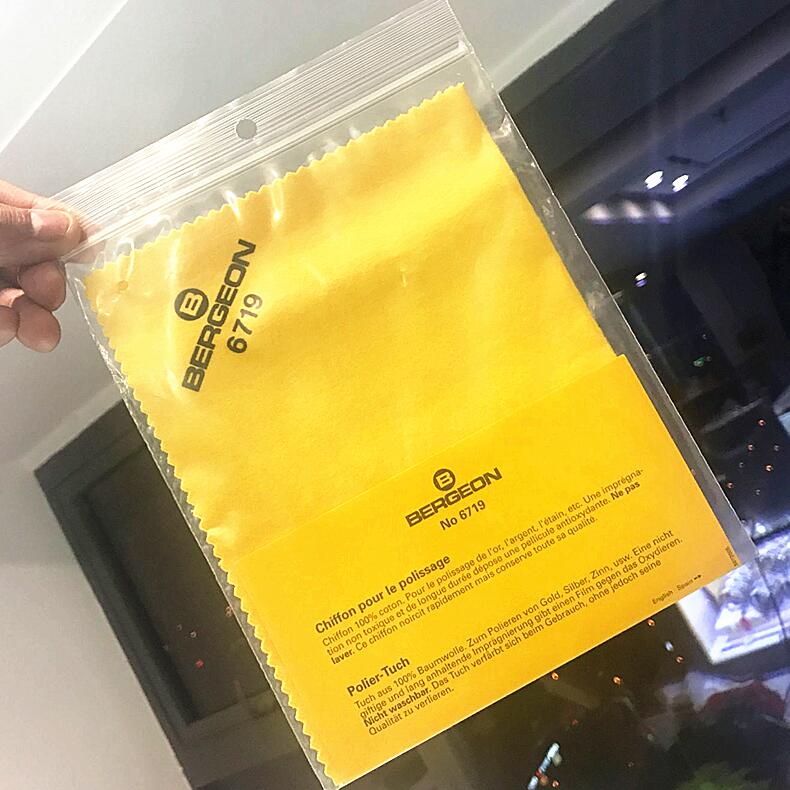 B
BERGEON
6719
B
BERGEON
No 6719
Chiffon pour le polissage
Chiffon 100% coton. Pour le polissage de l'or, l'argent, l'étain, etc. Une imprégna-
tion non toxique et de longue durée dépose une pellicule antioxydante. Ne pas
laver. Ce chiffon noircit rapidement mais conserve toute sa qualité.
Polier-Tuch
Tuch aus 100% Baumwolle. Zum Polieren von Gold, Silber, Zinn, usw. Eine nicht
giftige und lang anhaltende Imprägnierung gibt einen Film gegen das Oxydieren.
Nicht waschbar. Das Tuch verfärbt sich beim Gebrauch, ohne jedoch seine
Qualität zu verlieren.
English Spain →